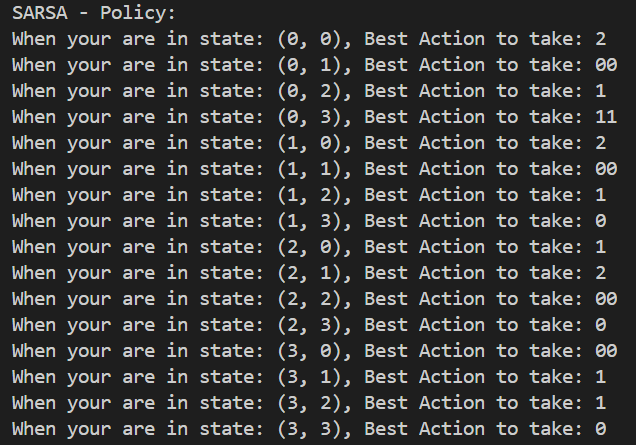 SARSA - Policy:
When your are in state: (0, 0), Best Action to take: 2
When your are in state: (0, 1), Best Action to take: 00
When your are in state: (0, 2), Best Action to take: 1
When your are in state: (0, 3), Best Action to take: 11
When your are in state: (1, 0), Best Action to take: 2
When your are in state: (1, 1), Best Action to take: 00
When your are in state: (1, 2), Best Action to take: 1
When your are in state: (1, 3), Best Action to take: 0
When your are in state: (2, 0), Best Action to take: 1
When your are in state: (2, 1), Best Action to take: 2
When your are in state: (2, 2), Best Action to take: 00
When your are in state: (2, 3), Best Action to take: 0
When your are in state: (3, 0), Best Action to take: 00
When your are in state: (3, 1), Best Action to take: 1
When your are in state: (3, 2), Best Action to take: 1
When your are in state: (3, 3), Best Action to take: 0